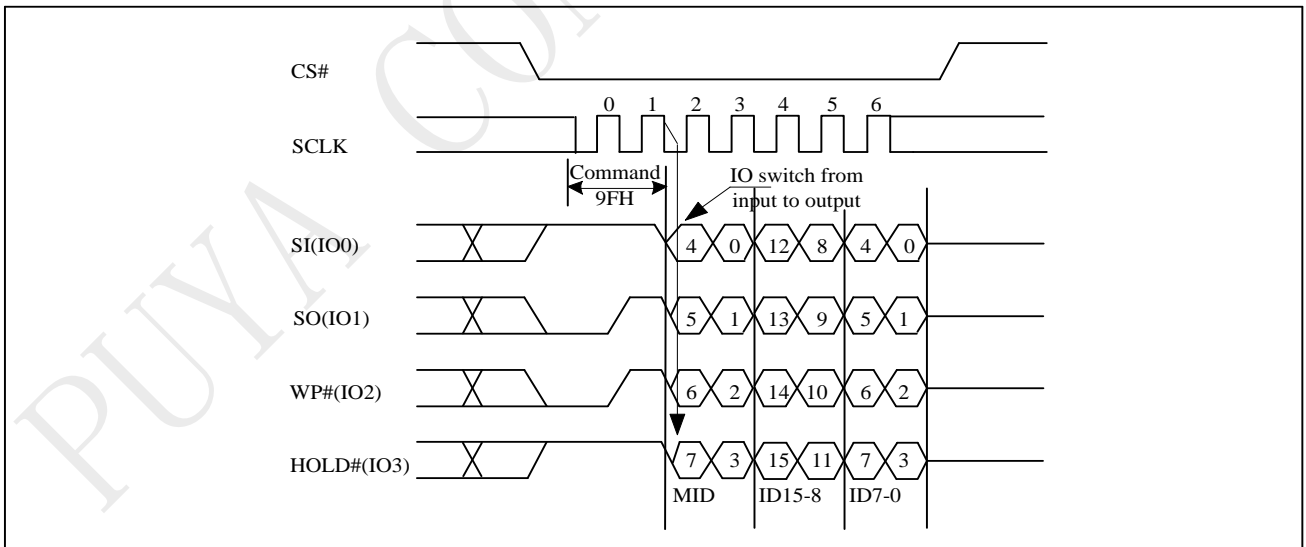 PUYA CON
CS#
0 1 2 3 4 5 6
SCLK
Command
9FH
IO switch from
input to output
SI(IO0) 4 0 12 8 4 0
SO(IO1) 5 1 13 9 5 1
WP#(IO2) 6 2 14 10 6 2
HOLD#(IO3) 7 3 15 11 7 3
MID ID15-8 ID7-0